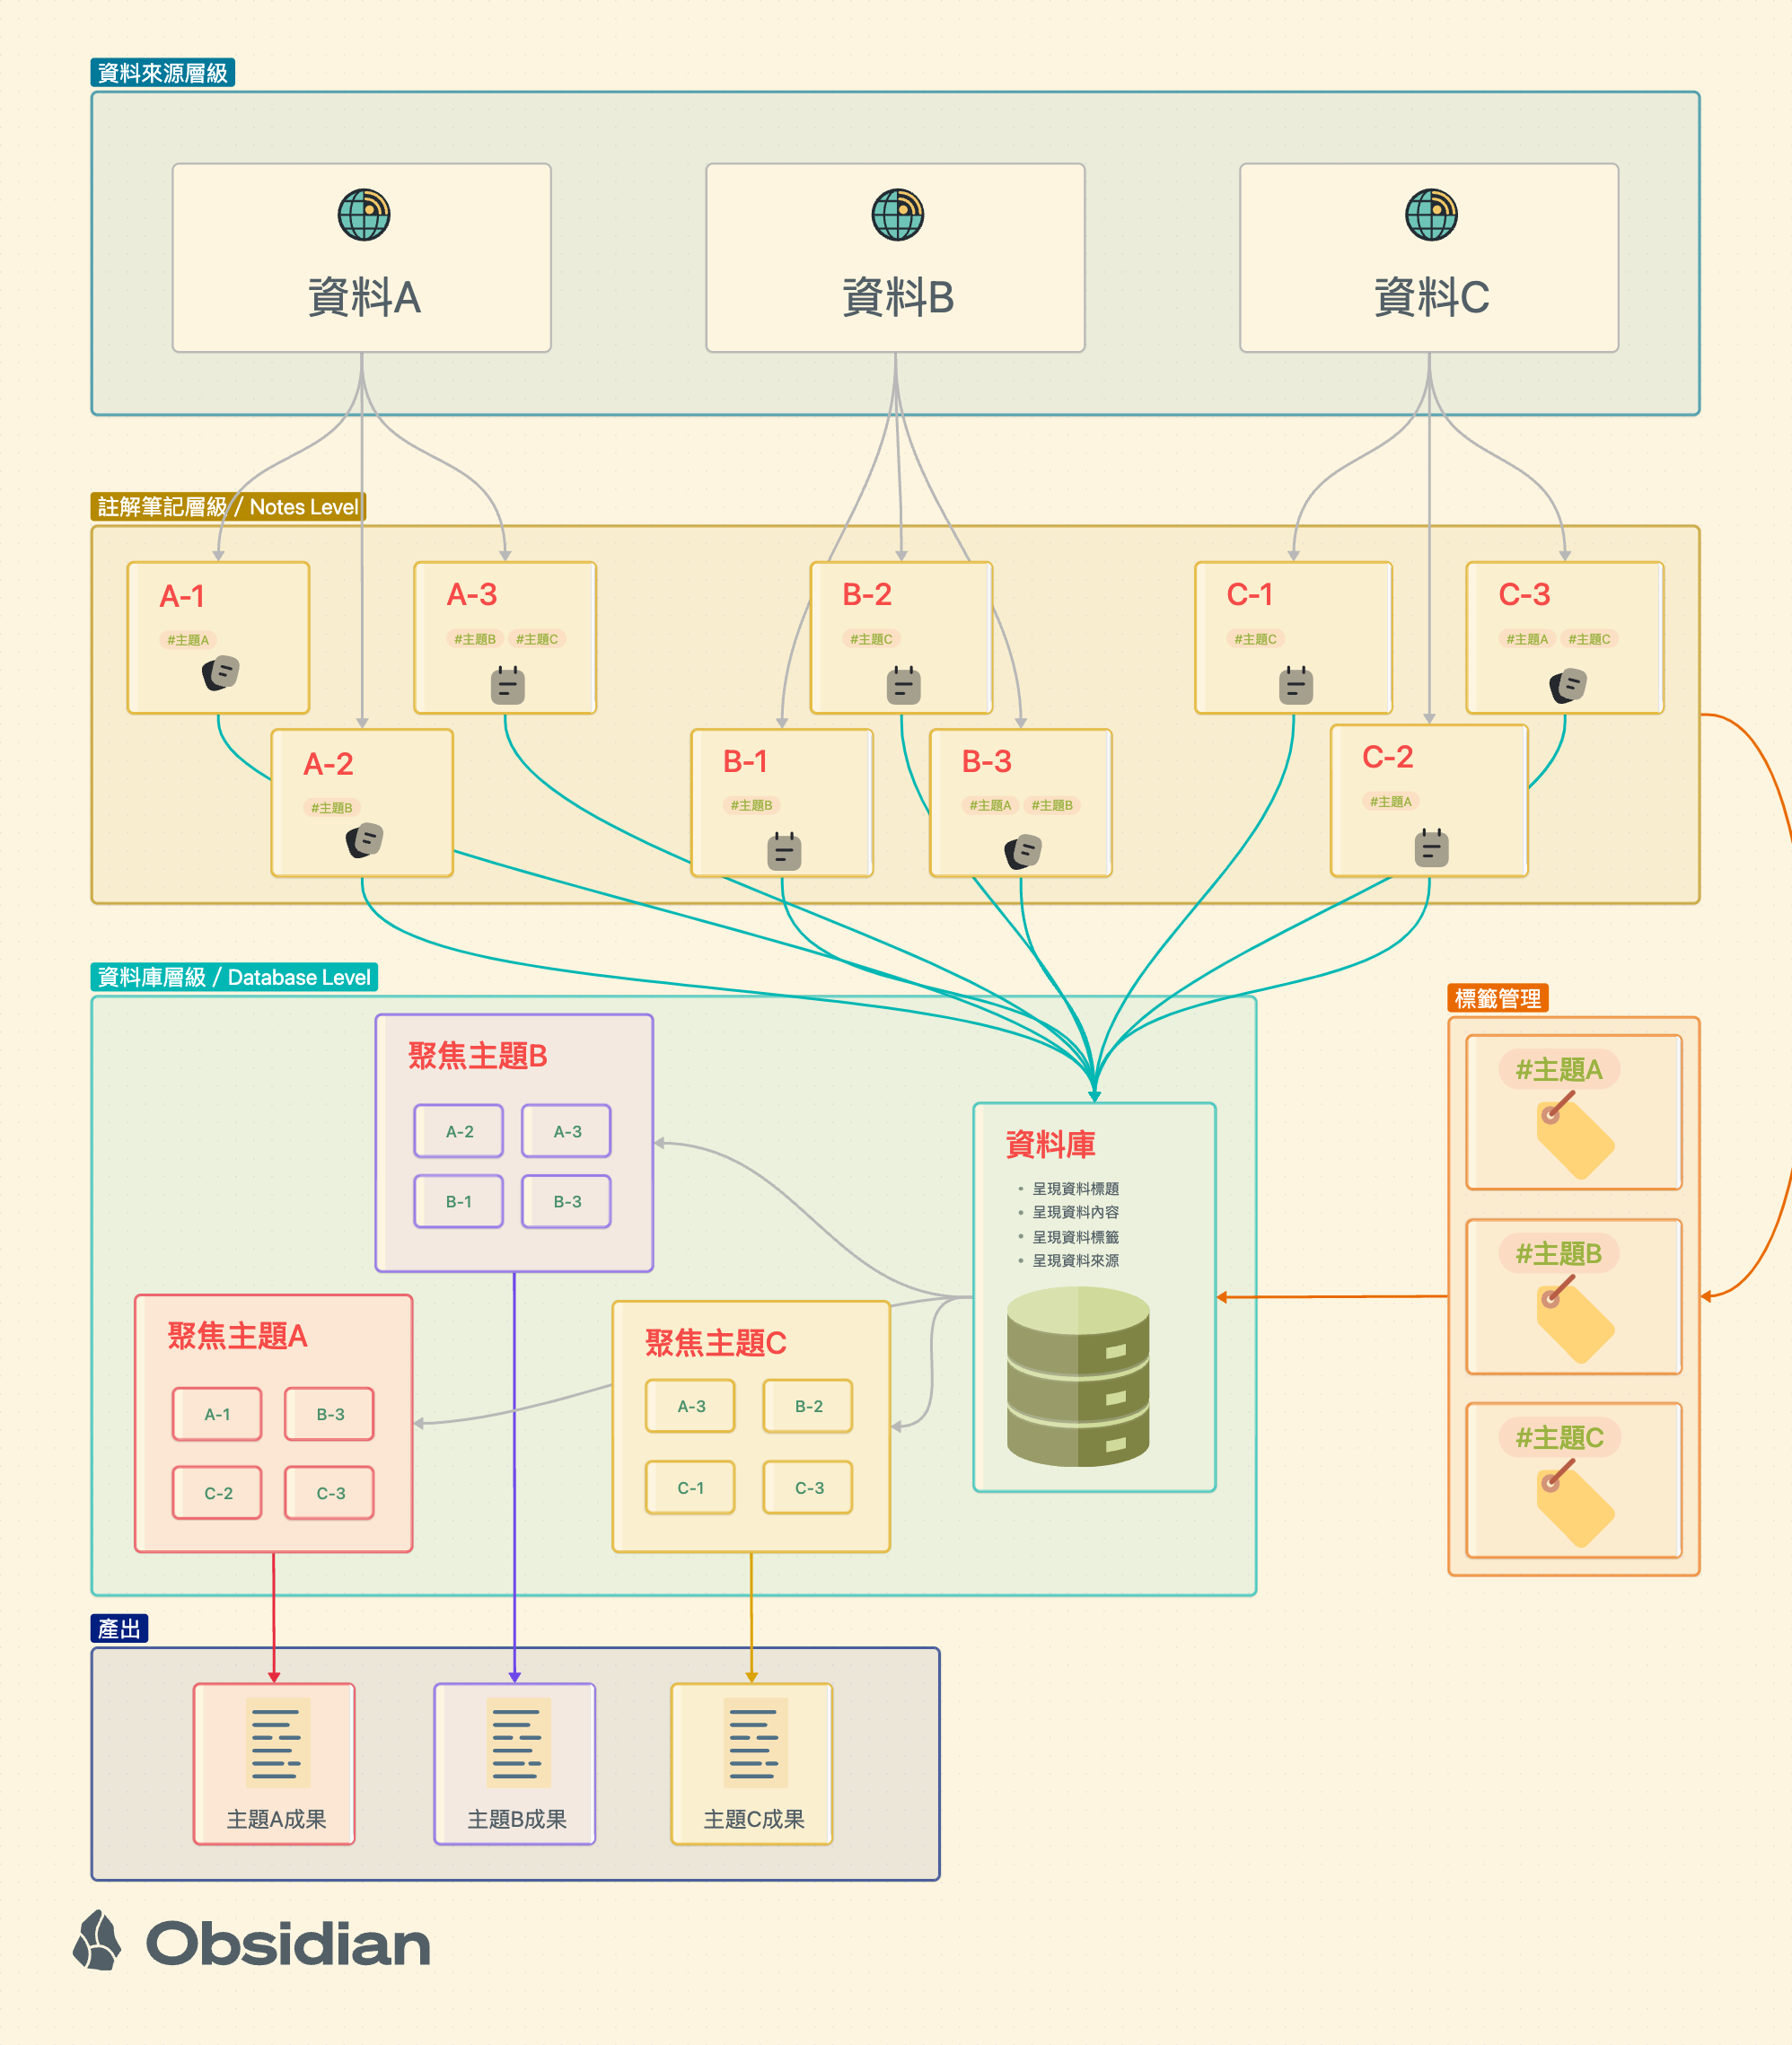 資料來源層級
資料A
資料B
資料C
註解筆記層級 / Notes Level
A-1
#主題A
A-3
#主題B #主題C
B-2
#主題C
C-1
#主題C
C-3
#主題A #主題C
A-2
#主題B
B-1
#主題B
B-3
#主題A #主題B
C-2
#主題A
資料庫層級 / Database Level
聚焦主題B
A-2 A-3
B-1 B-3
資料庫
• 呈現資料標題
• 呈現資料內容
• 呈現資料標籤
• 呈現資料來源
聚焦主題A
A-1 B-3
C-2 C-3
聚焦主題C
A-3 B-2
C-1 C-3
標籤管理
#主題A
#主題B
#主題C
產出
主題A成果
主題B成果
主題C成果
Obsidian